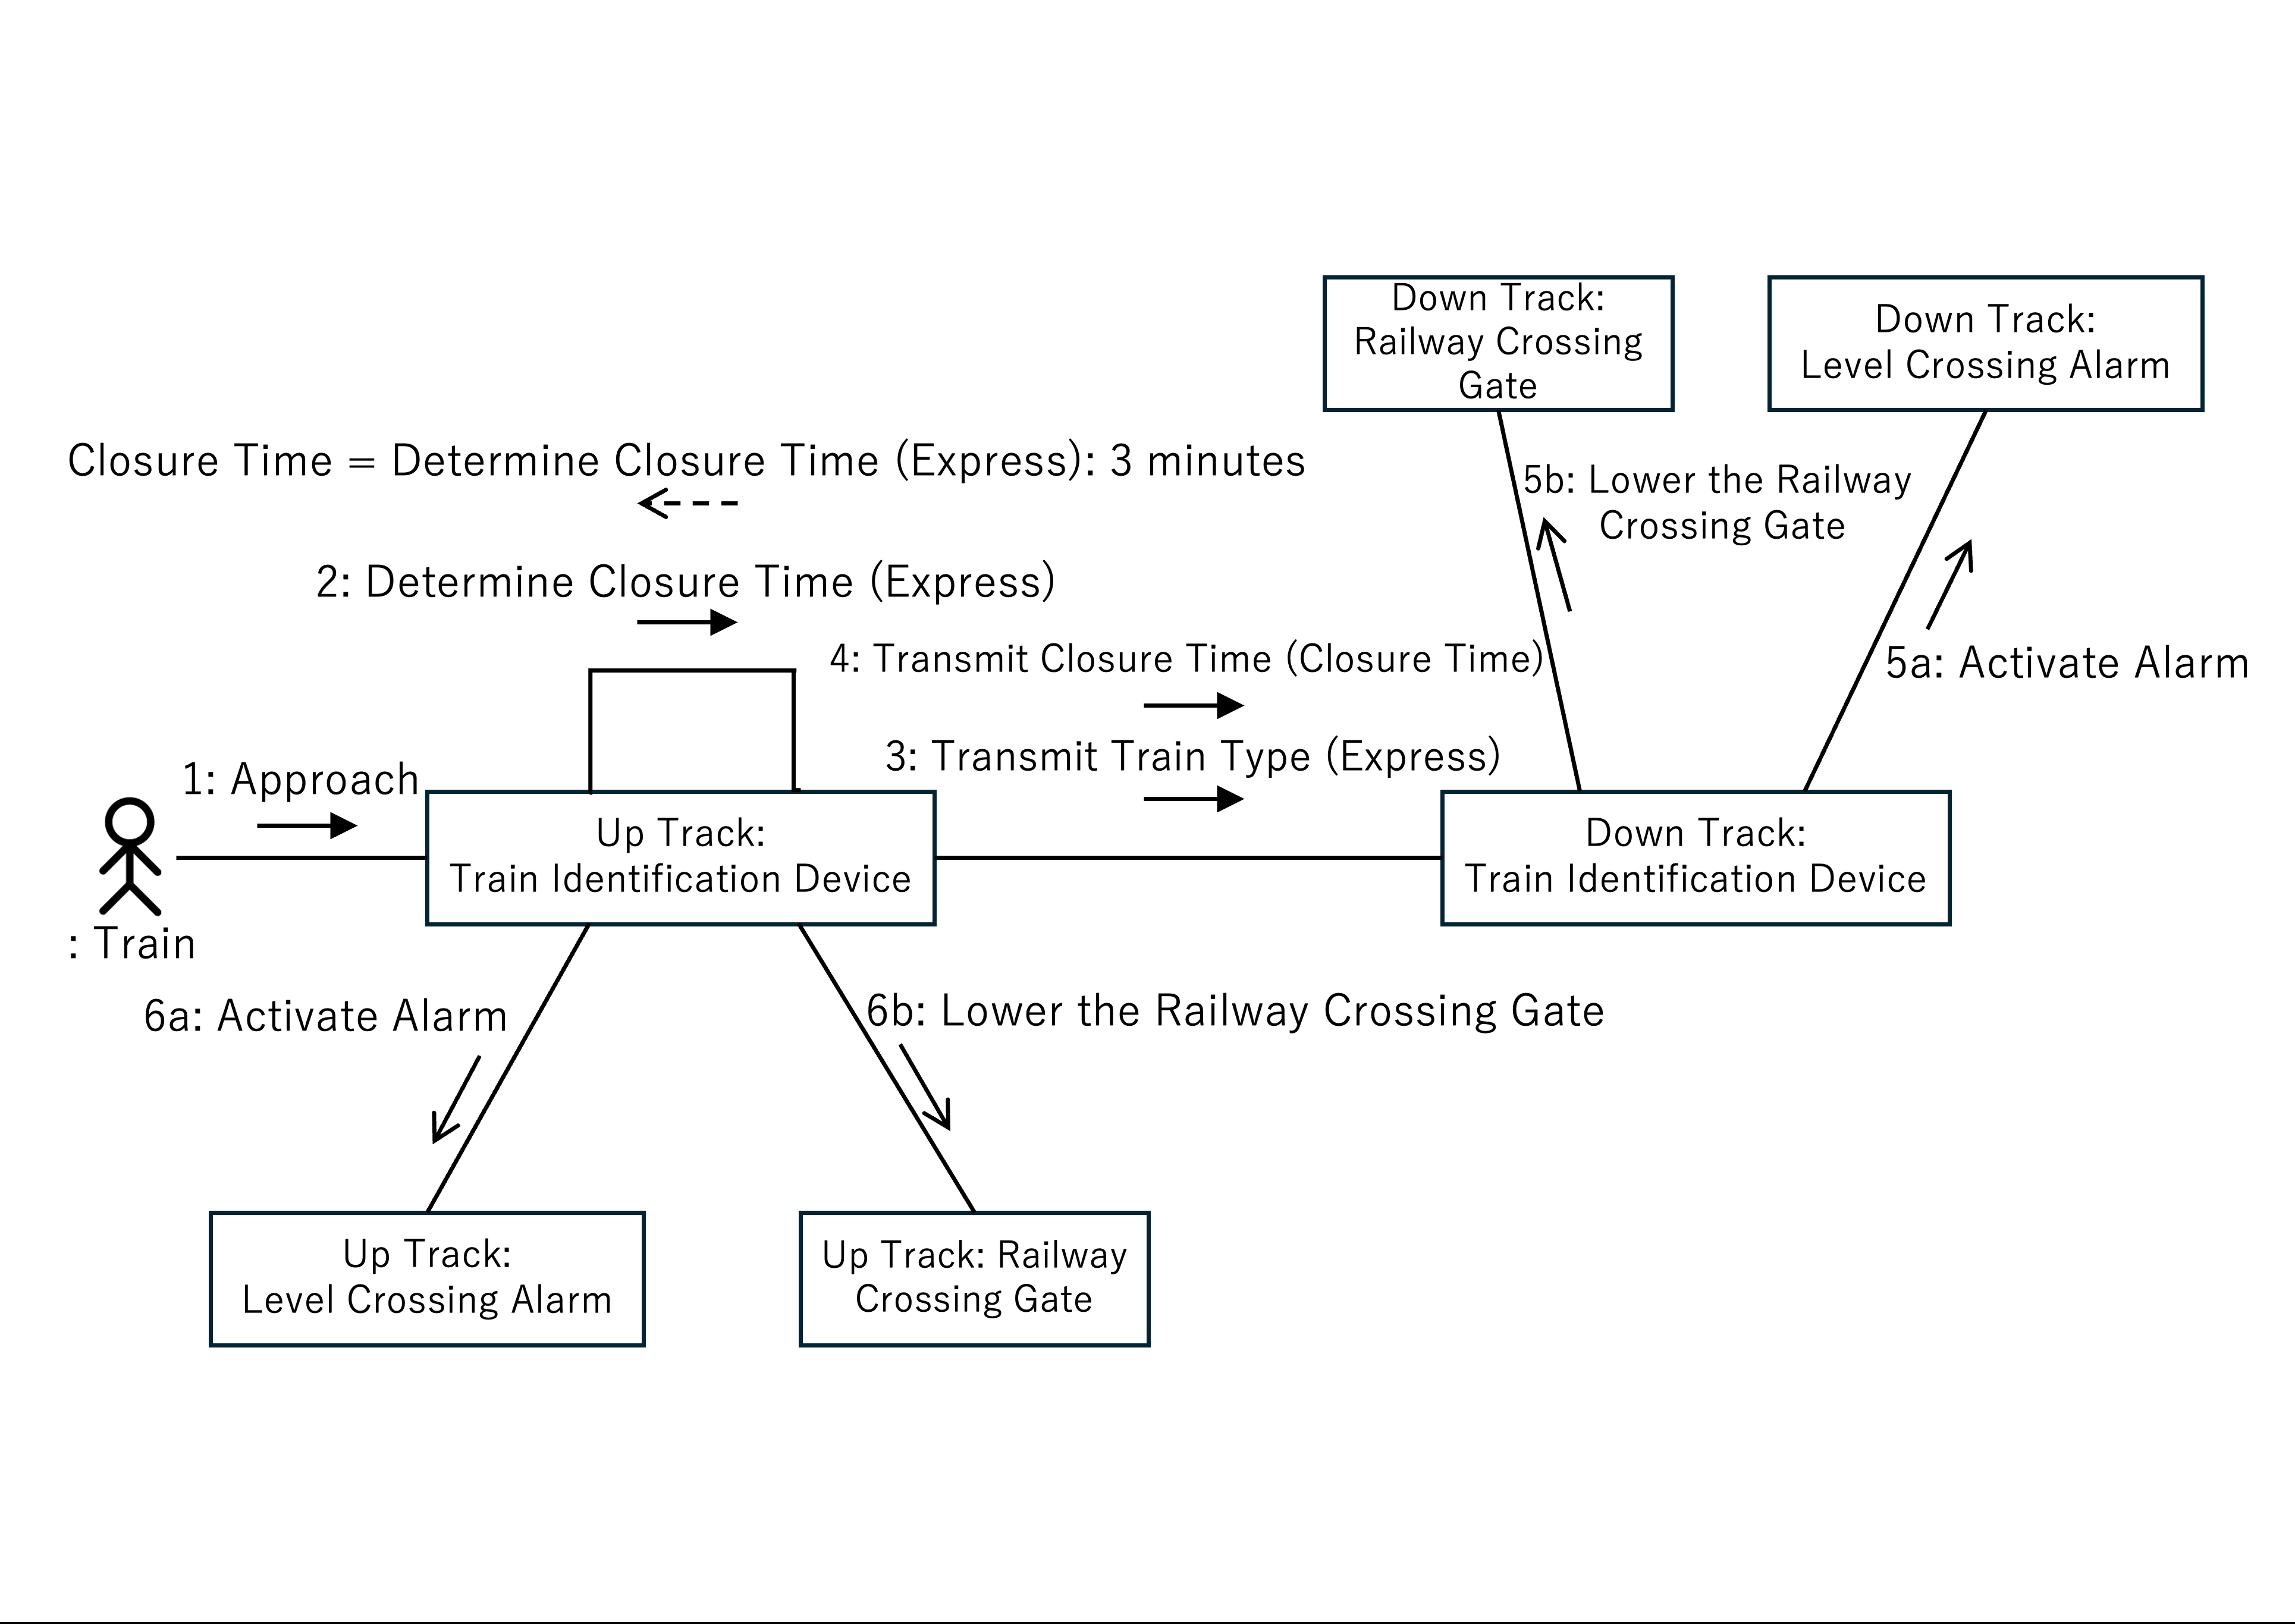 Down Track:
Railway Crossing
Gate
Down Track:
Level Crossing Alarm
Closure Time = Determine Closure Time (Express): 3 minutes
5b: Lower the Railway
Crossing Gate
2: Determine Closure Time (Express)
4: Transmit Closure Time (Closure Time)
5a: Activate Alarm
3: Transmit Train Type (Express)
1: Approach
Up Track:
Train Identification Device
Down Track:
Train Identification Device
: Train
6a: Activate Alarm
6b: Lower the Railway Crossing Gate
Up Track:
Level Crossing Alarm
Up Track: Railway
Crossing Gate